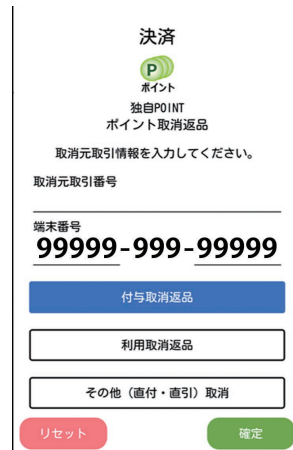 決済
P
ポイント
独自POINT
ポイント取消返品
取消元取引情報を入力してください。
取消元取引番号
端末番号
99999-999-99999
付与取消返品
利用取消返品
その他（直付・直引）取消
リセット
確定